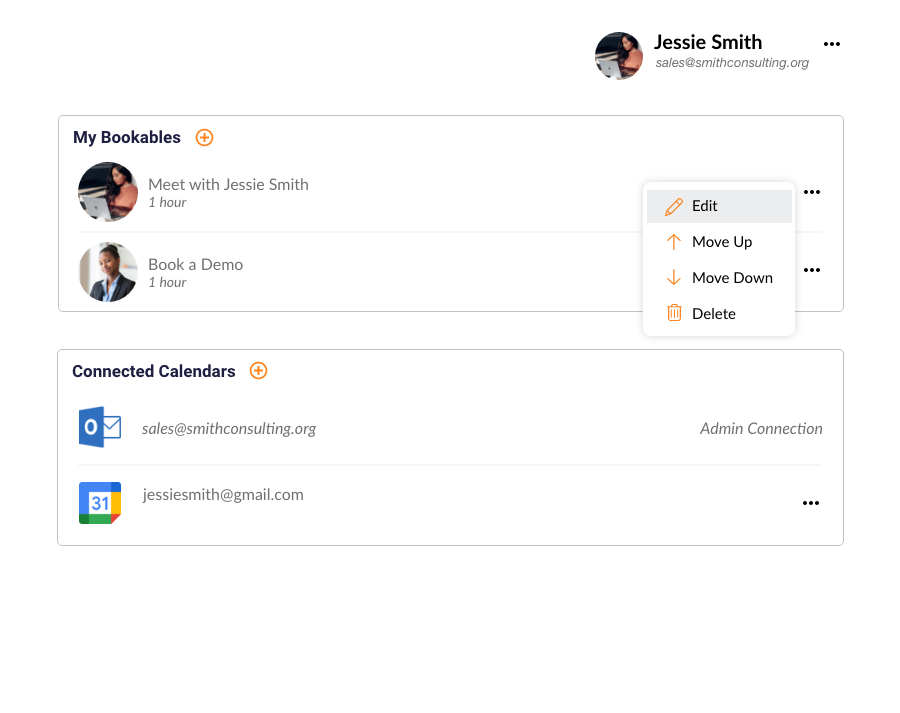 Jessie Smith
sales@smithconsulting.org
My Bookables
Meet with Jessie Smith
1 hour
Book a Demo
1 hour
Edit
Move Up
Move Down
Delete
Connected Calendars
O
sales@smithconsulting.org
Admin Connection
31
jessiesmith@gmail.com